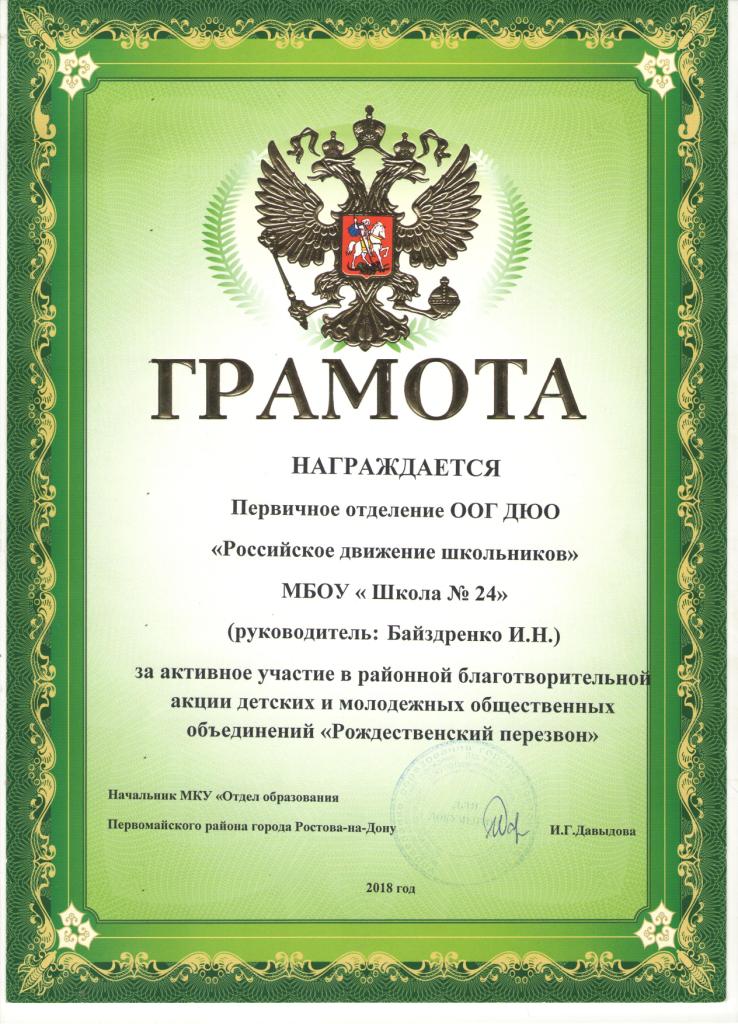 ГРАМОТА
НАГРАЖДАЕТСЯ
Первичное отделение ООГ ДЮО
«Российское движение школьников»
МБОУ « Школа № 24»
(руководитель: Байздренко И.Н.)
за активное участие в районной благотворительной
акции детских и молодежных общественных
объединений «Рождественский перезвон»
Начальник МКУ «Отдел образования
Первомайского района города Ростова-на-Дону
И.Г.Давыдова
ДЛЯ
ДОКУМЕНТОВ
2018 год